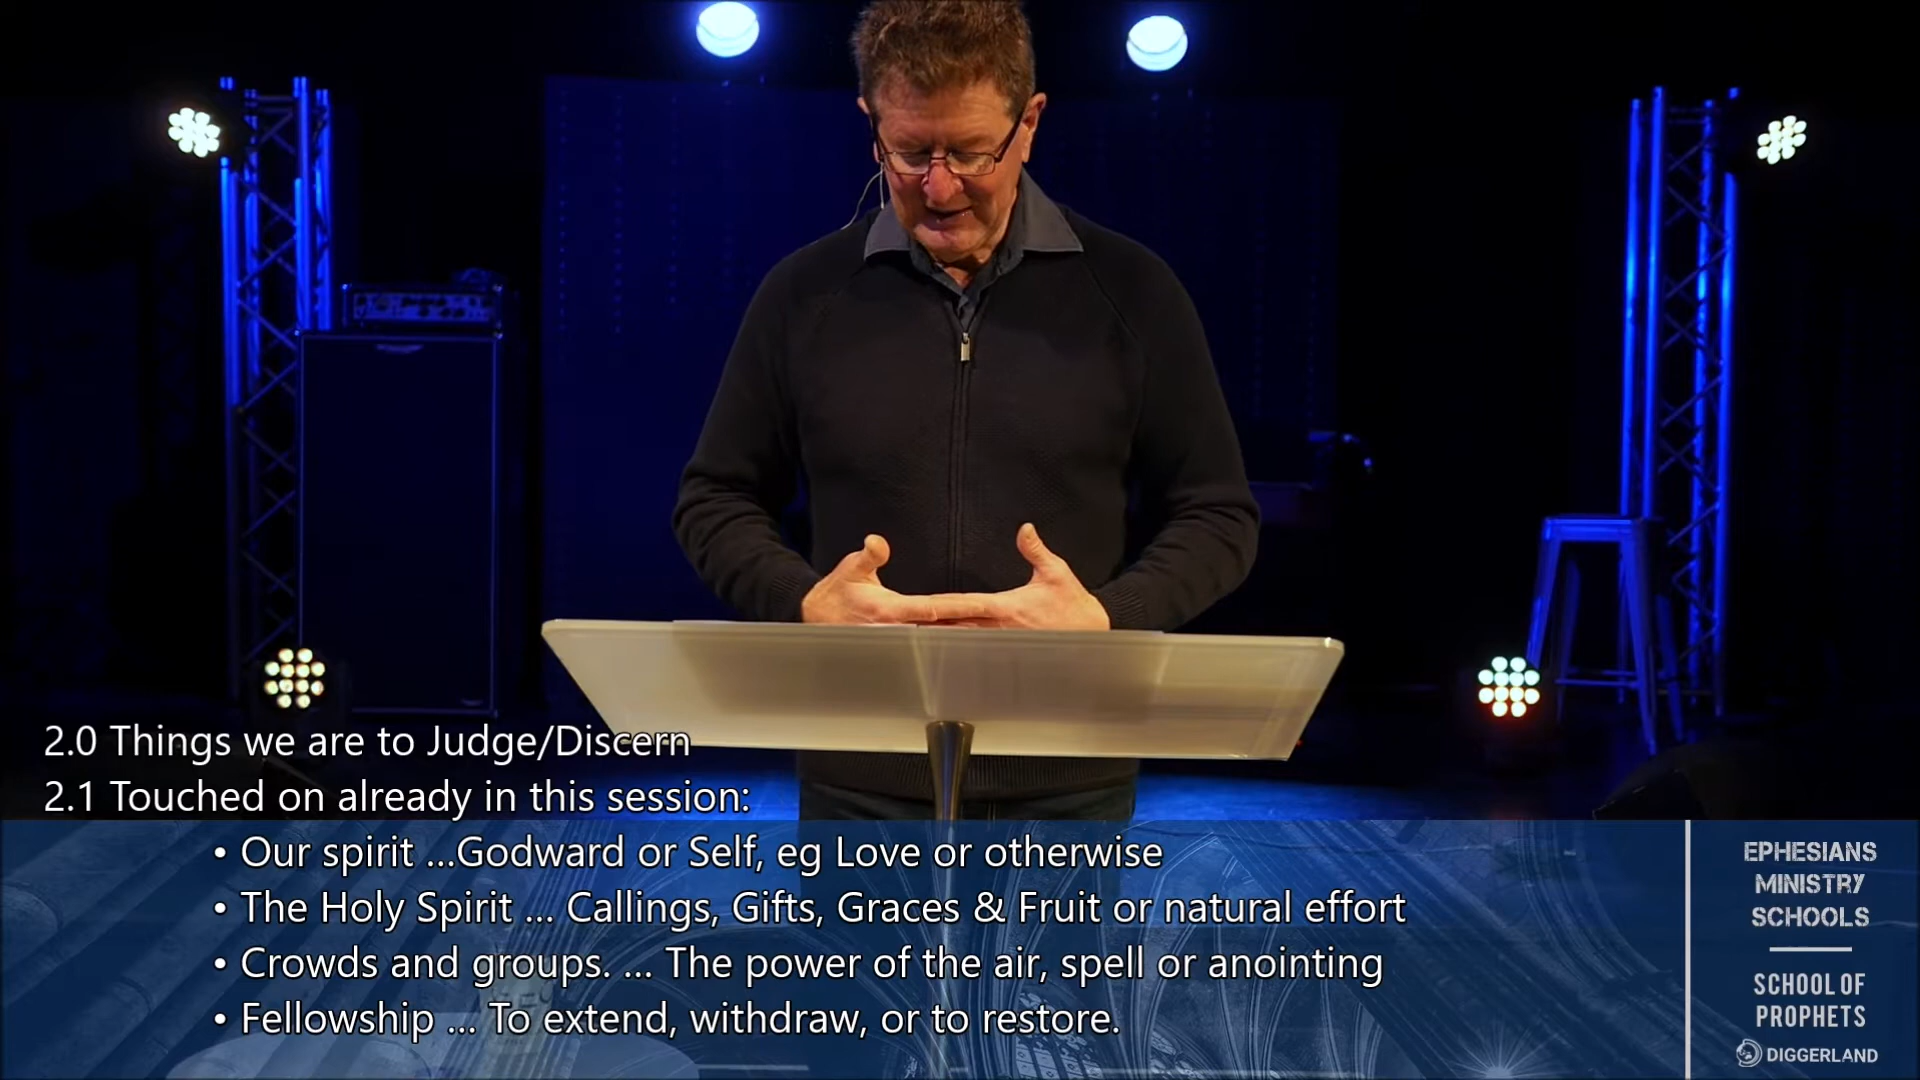 2.0 Things we are to Judge/Discern
2.1 Touched on already in this session:
• Our spirit ...Godward or Self, eg Love or otherwise
• The Holy Spirit ... Callings, Gifts, Graces & Fruit or natural effort
• Crowds and groups. ... The power of the air, spell or anointing
• Fellowship ... To extend, withdraw, or to restore.
EPHESIANS
MINISTRY
SCHOOLS
SCHOOL OF
PROPHETS
DIGGERLAND